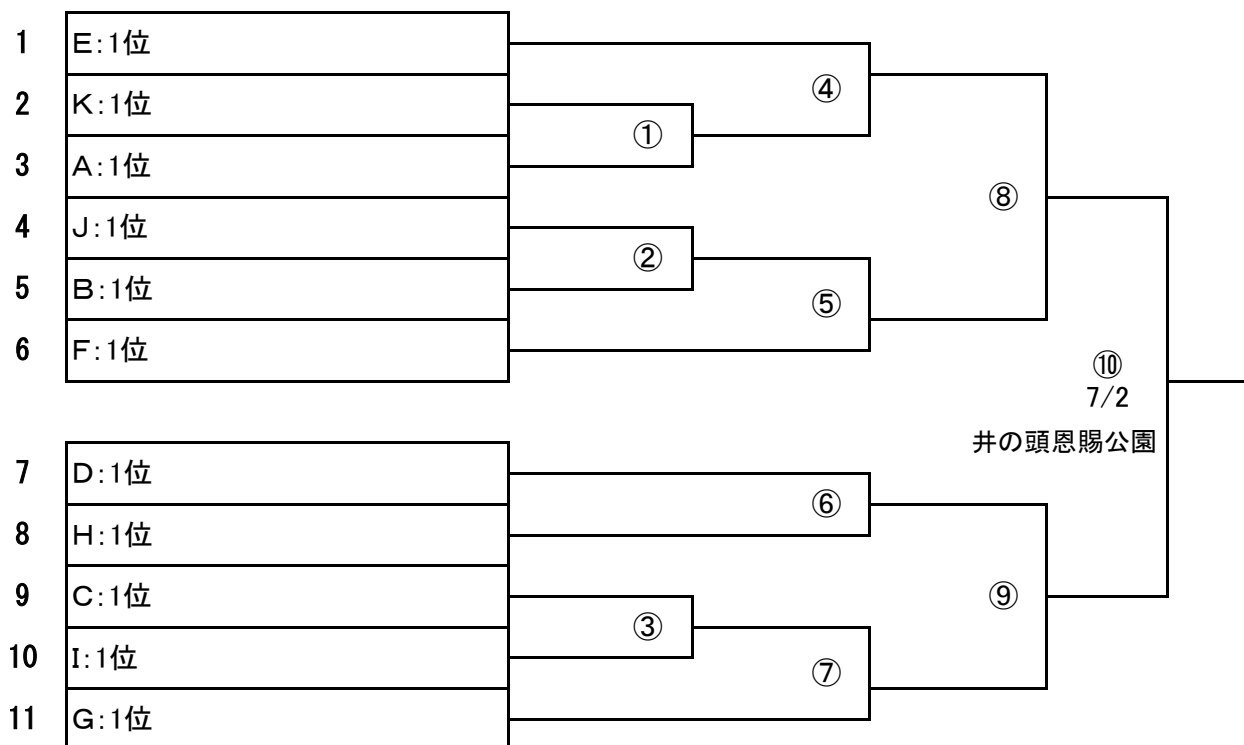 1 E:1位
2 K:1位
3 A:1位
4 J:1位
5 B:1位
6 F:1位
①
②
④
⑤
⑧
⑩
7/2
井の頭恩賜公園
7 D:1位
8 H:1位
9 C:1位
10 I:1位
11 G:1位
③
⑥
⑦
⑨